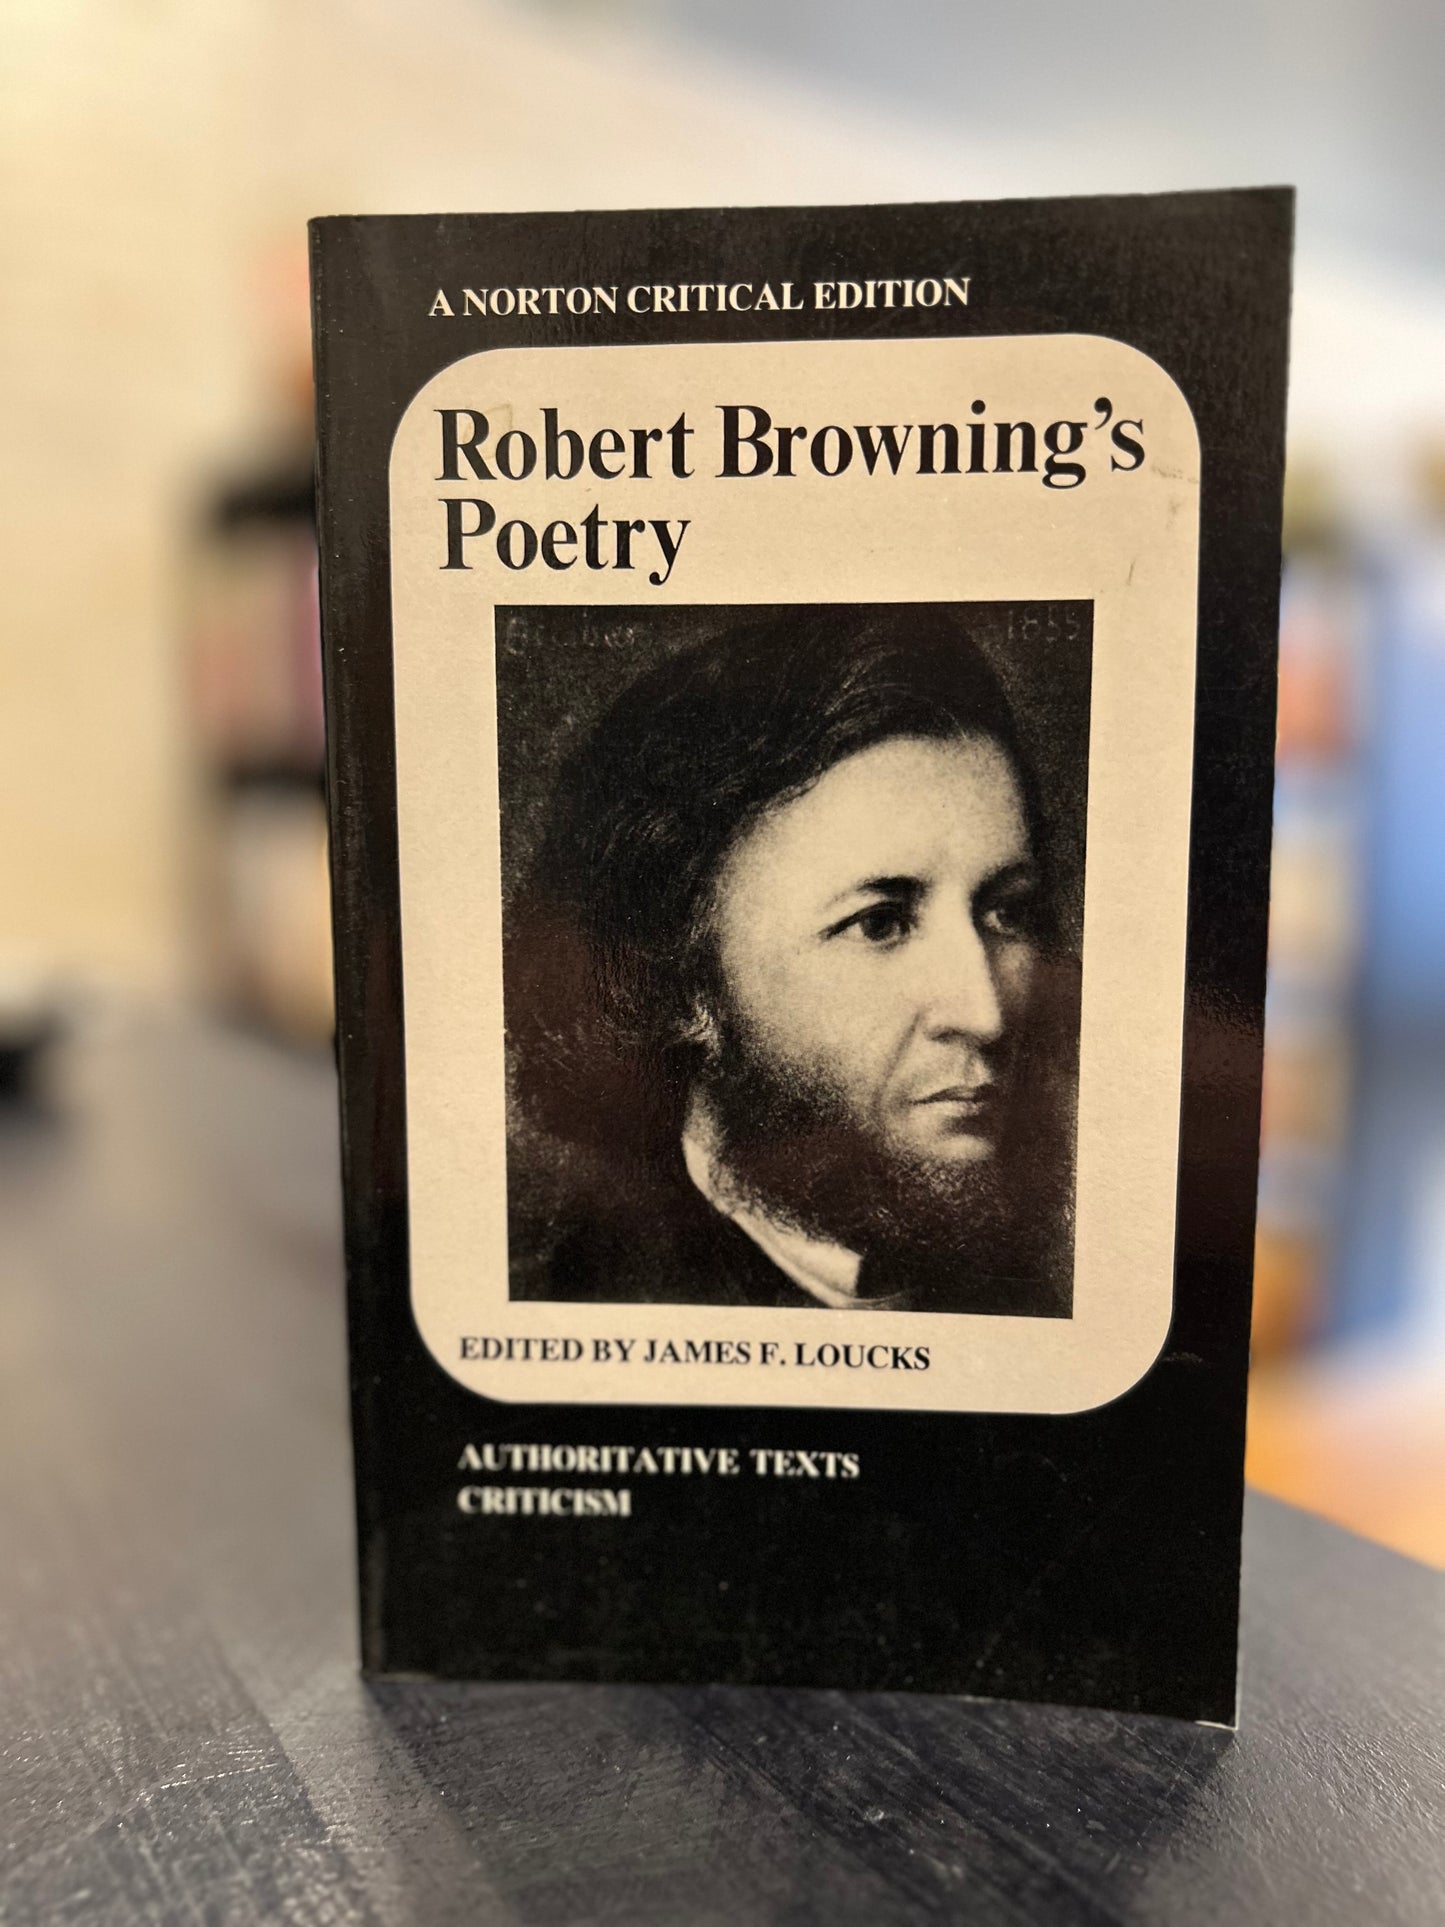 A NORTON CRITICAL EDITION
Robert Browning's
Poetry
1855
EDITED BY JAMES F. LOUCKS
AUTHORITATIVE TEXTS
CRITICISM